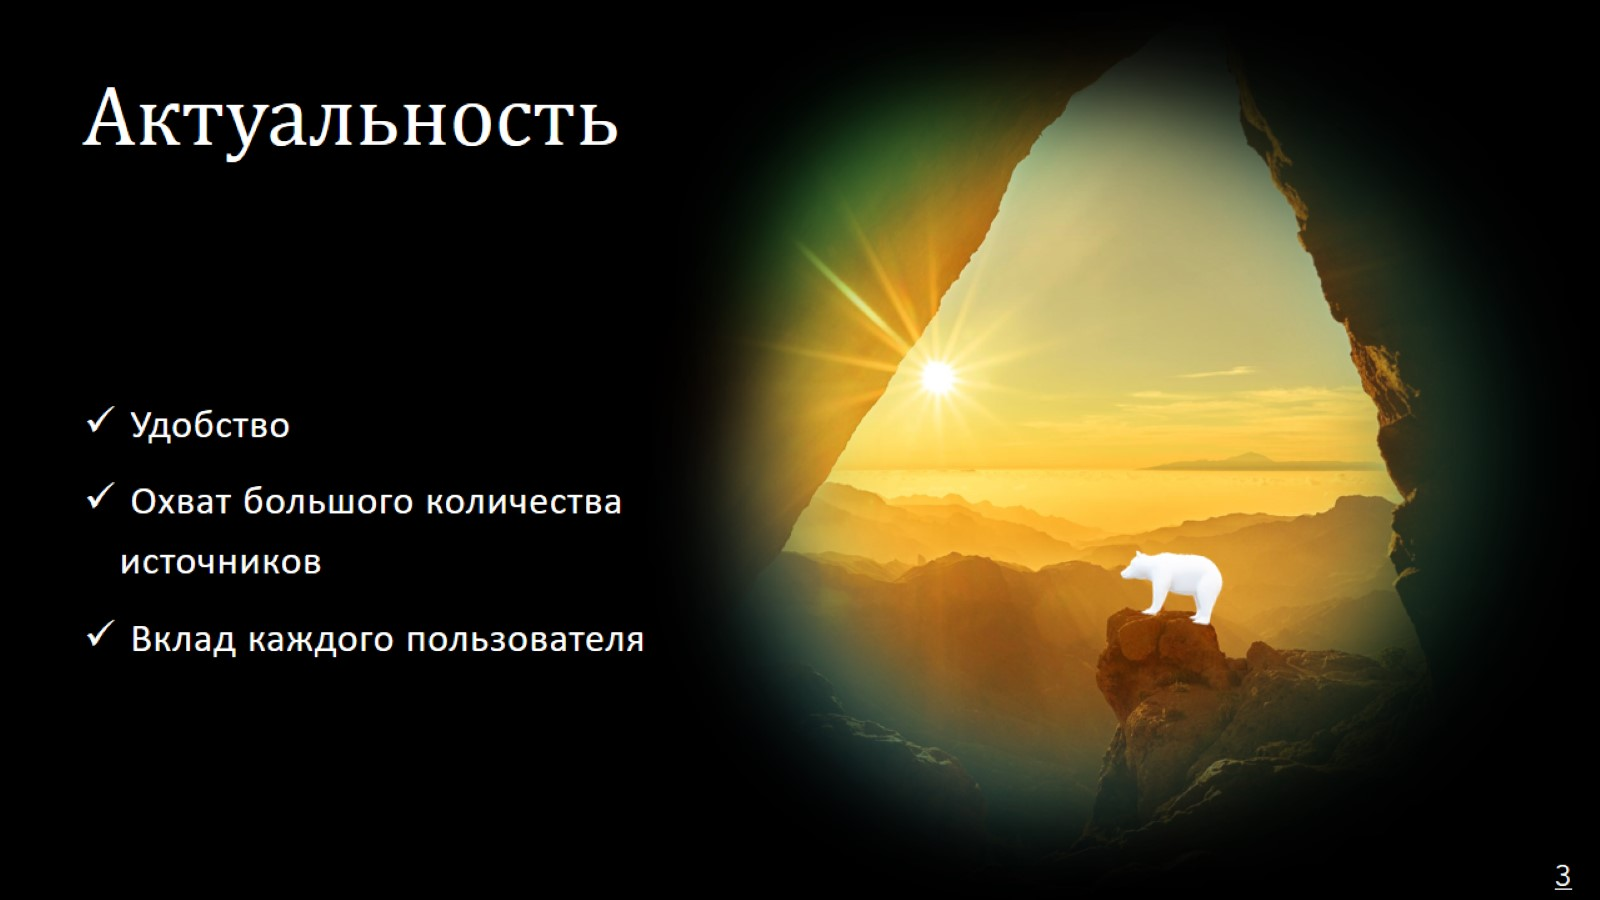 Актуальность
✓ Удобство
✓ Охват большого количества
источников
✓ Вклад каждого пользователя
3